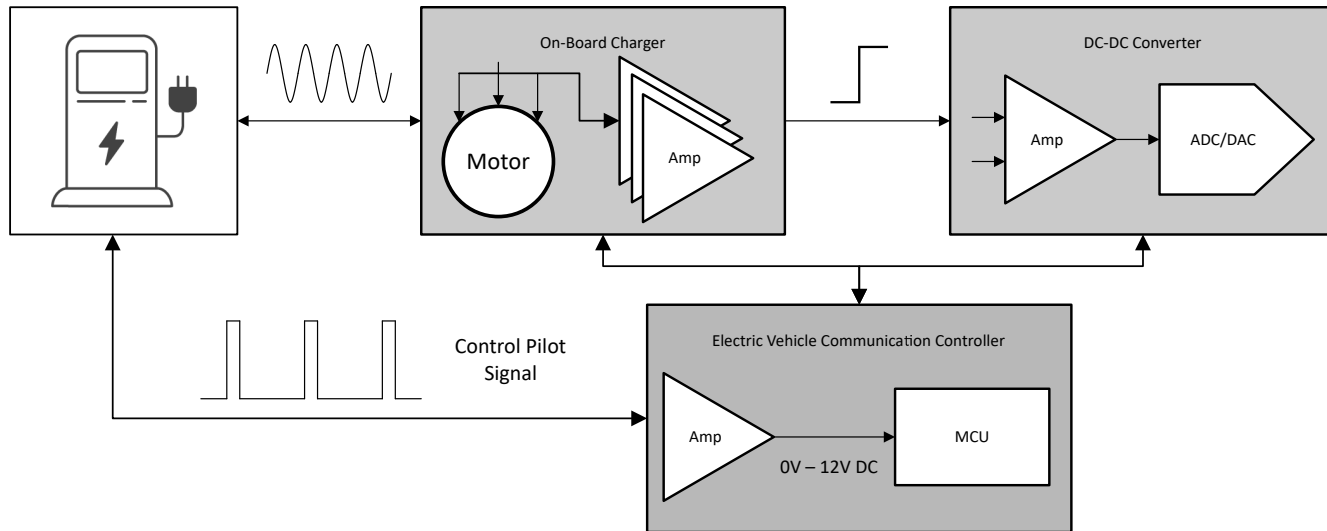 On-Board Charger
DC-DC Converter
Motor
Amp
Amp
ADC/DAC
Control Pilot
Signal
Electric Vehicle Communication Controller
Amp
MCU
0V – 12V DC